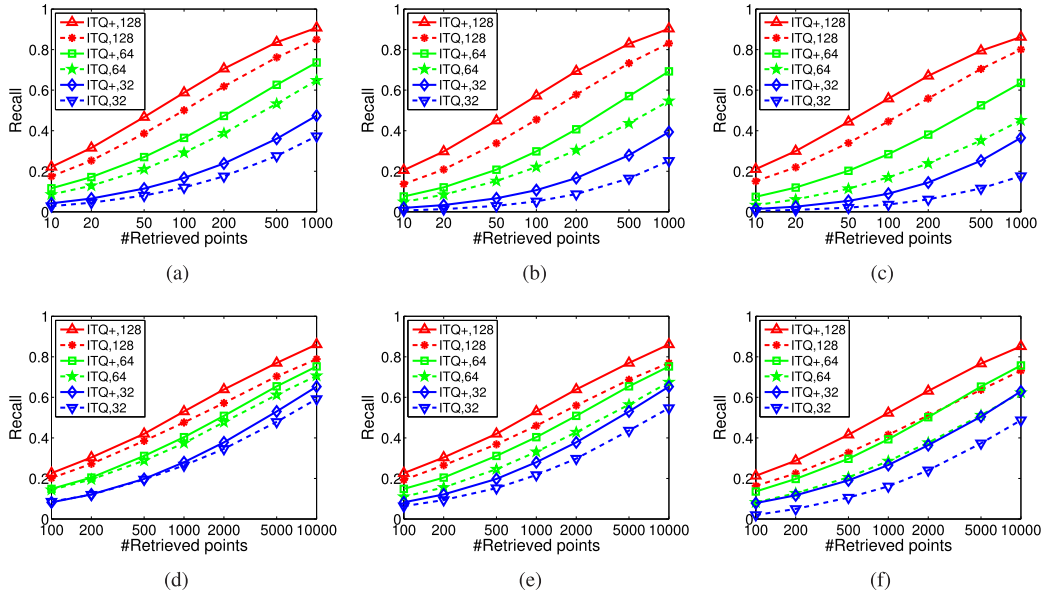 1
0.8
0.6
0.4
0.2
0
Recall
ITQ+,128
ITQ,128
ITQ+,64
ITQ,64
ITQ+,32
ITQ,32
10 20 50 100 200 500 1000
#Retrieved points
(a)
1
0.8
0.6
0.4
0.2
0
Recall
ITQ+,128
ITQ,128
ITQ+,64
ITQ,64
ITQ+,32
ITQ,32
10 20 50 100 200 500 1000
#Retrieved points
(b)
1
0.8
0.6
0.4
0.2
0
Recall
ITQ+,128
ITQ,128
ITQ+,64
ITQ,64
ITQ+,32
ITQ,32
10 20 50 100 200 500 1000
#Retrieved points
(c)
1
0.8
0.6
0.4
0.2
0
Recall
ITQ+,128
ITQ,128
ITQ+,64
ITQ,64
ITQ+,32
ITQ,32
100 200 500 1000 2000 5000 10000
#Retrieved points
(d)
1
0.8
0.6
0.4
0.2
0
Recall
ITQ+,128
ITQ,128
ITQ+,64
ITQ,64
ITQ+,32
ITQ,32
100 200 500 1000 2000 5000 10000
#Retrieved points
(e)
1
0.8
0.6
0.4
0.2
0
Recall
ITQ+,128
ITQ,128
ITQ+,64
ITQ,64
ITQ+,32
ITQ,32
100 200 500 1000 2000 5000 10000
#Retrieved points
(f)